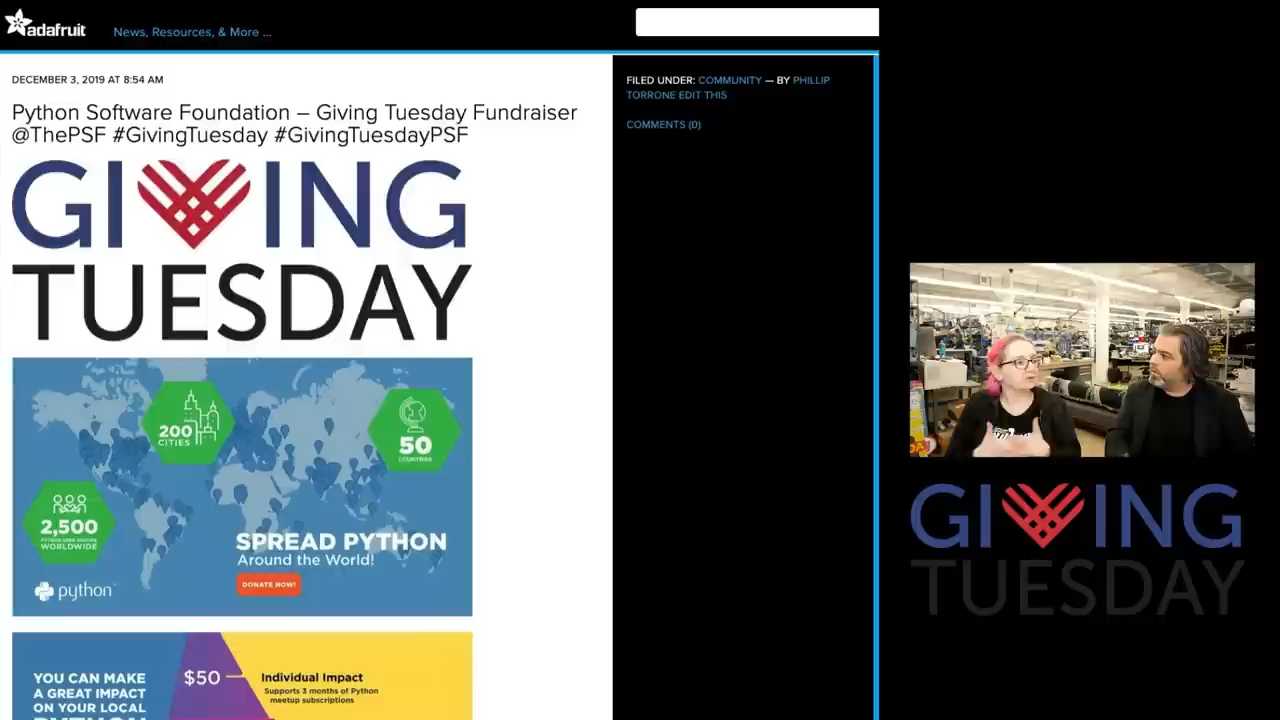 adafruit
News, Resources, & More ...
DECEMBER 3, 2019 AT 8:54 AM
Python Software Foundation – Giving Tuesday Fundraiser
@ThePSF #GivingTuesday #GivingTuesdayPSF
GIVING
TUESDAY
200
CITIES
50
COUNTRIES
2,500
PYTHON USER GROUPS
WORLDWIDE
SPREAD PYTHON
Around the World!
DONATE NOW!
python
YOU CAN MAKE
A GREAT IMPACT
ON YOUR LOCAL
PYTHON
$50
Individual Impact
Supports 3 months of Python
meetup subscriptions
FILED UNDER: COMMUNITY — BY PHILLIP
TORRONE EDIT THIS
COMMENTS (0)
GIVING
TUESDAY